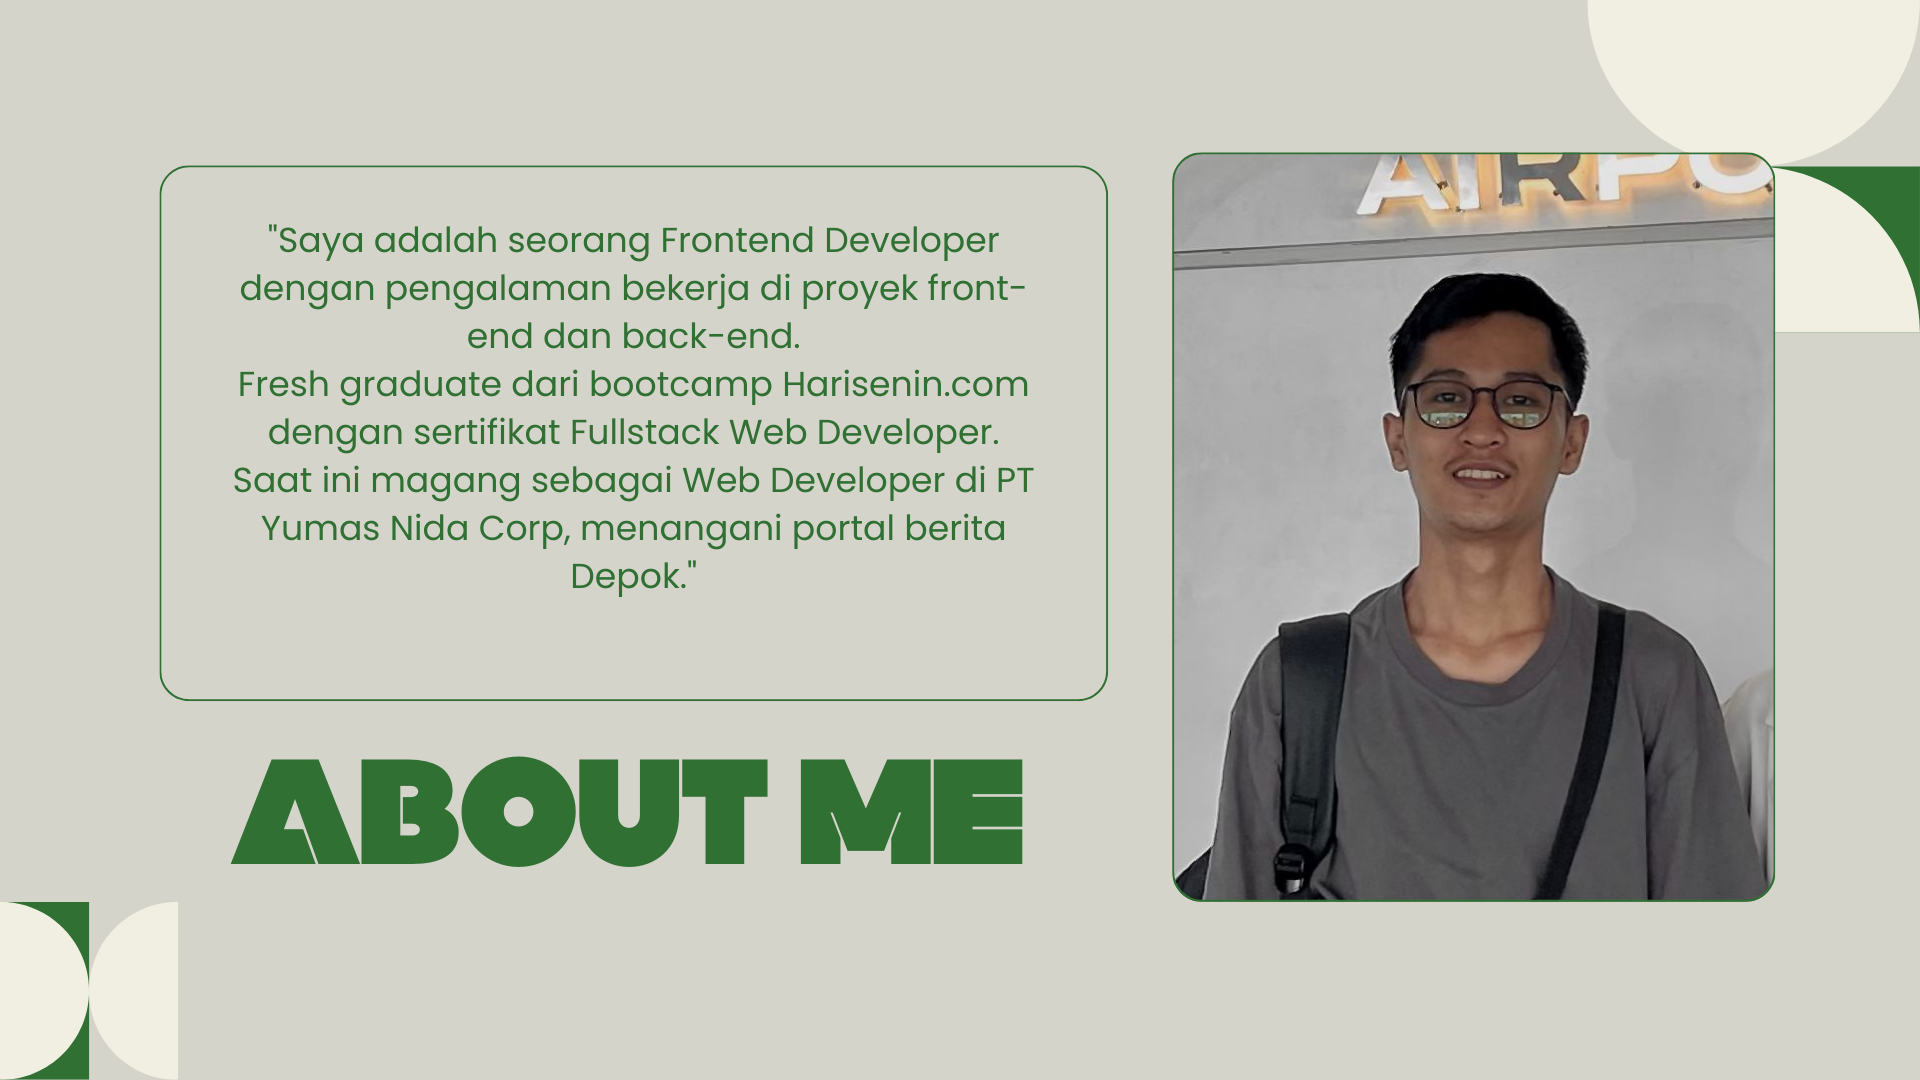 "Saya adalah seorang Frontend Developer
dengan pengalaman bekerja di proyek front-
end dan back-end.
Fresh graduate dari bootcamp Harisenin.com
dengan sertifikat Fullstack Web Developer.
Saat ini magang sebagai Web Developer di PT
Yumas Nida Corp, menangani portal berita
Depok."
ABOUT ME
AIRPO